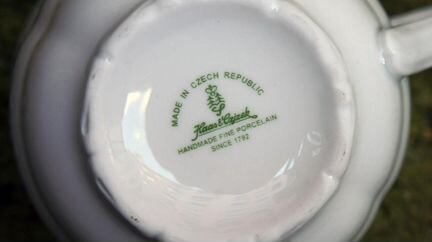 MADE IN CZECH REPUBLIC
Haas & Czjzek
HANDMADE FINE PORCELAIN
SINCE 1792